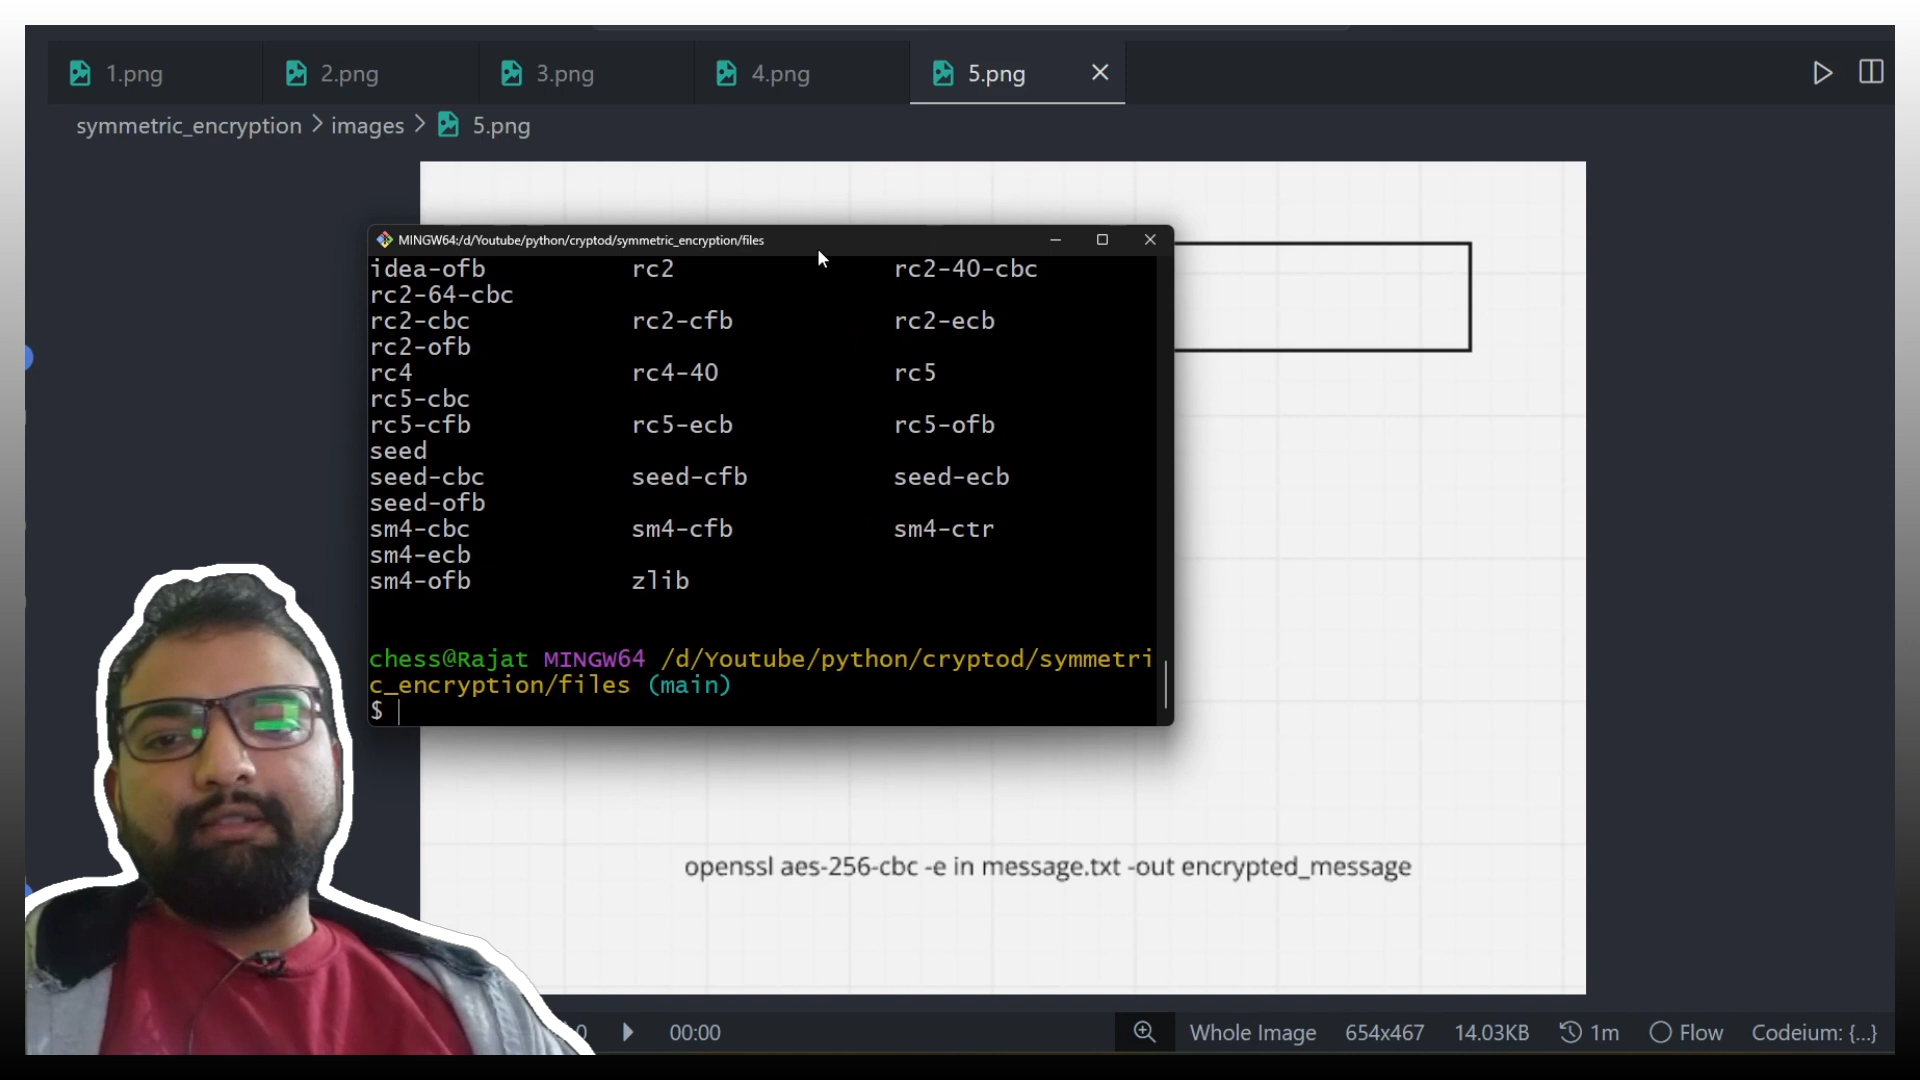 1.png 2.png 3.png 4.png 5.png
symmetric_encryption > images > 5.png
MINGW64:/d/Youtube/python/cryptod/symmetric_encryption/files
idea-ofb rc2 rc2-40-cbc
rc2-64-cbc
rc2-cbc rc2-cfb rc2-ecb
rc2-ofb
rc4 rc4-40 rc5
rc5-cbc
rc5-cfb rc5-ecb rc5-ofb
seed
seed-cbc seed-cfb seed-ecb
seed-ofb
sm4-cbc sm4-cfb sm4-ctr
sm4-ecb
sm4-ofb zlib
chess@Rajat MINGW64 /d/Youtube/python/cryptod/symmetri
c_encryption/files (main)
$
openssl aes-256-cbc -e in message.txt -out encrypted_message
0 00:00 Whole Image 654x467 14.03KB 1m Flow Codeium: {...}